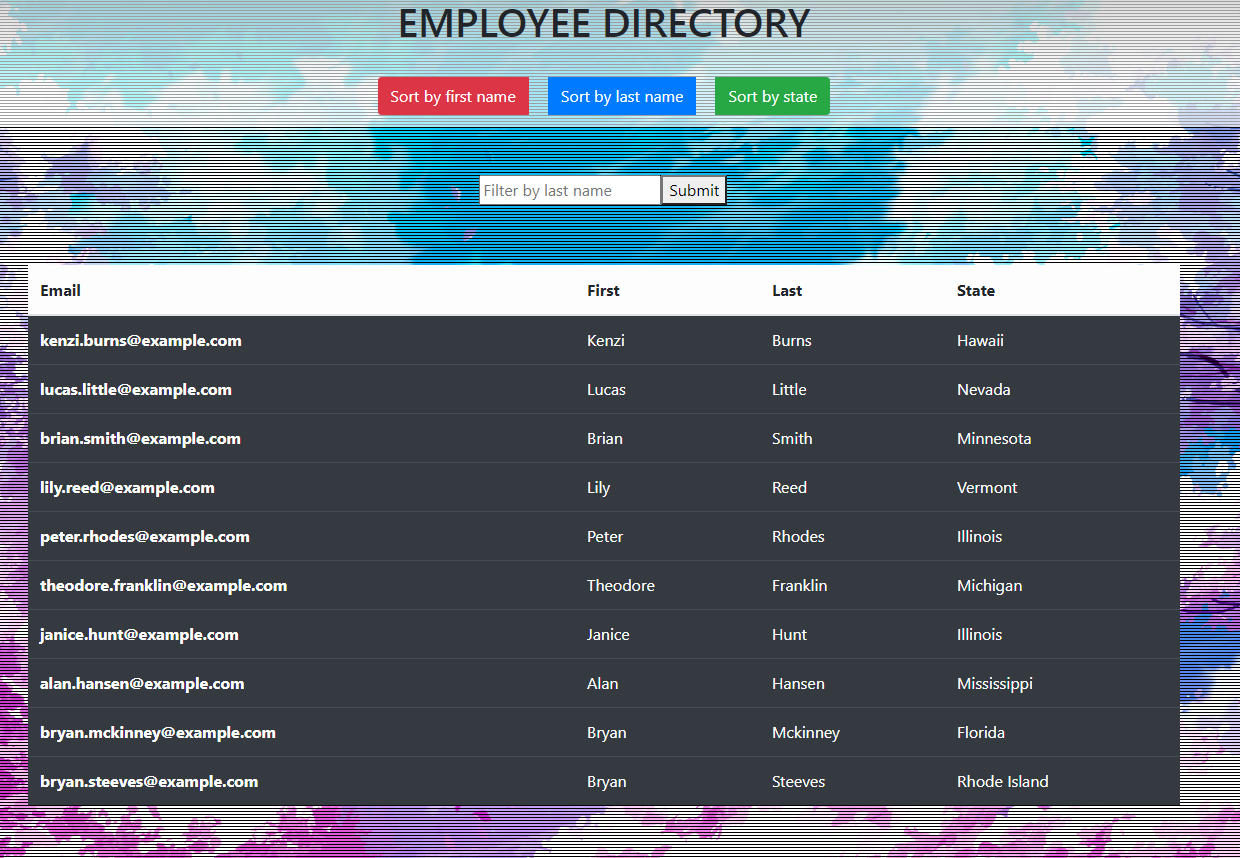 EMPLOYEE DIRECTORY
Sort by first name Sort by last name Sort by state
Filter by last name Submit
Email First Last State
kenzi.burns@example.com Kenzi Burns Hawaii
lucas.little@example.com Lucas Little Nevada
brian.smith@example.com Brian Smith Minnesota
lily.reed@example.com Lily Reed Vermont
peter.rhodes@example.com Peter Rhodes Illinois
theodore.franklin@example.com Theodore Franklin Michigan
janice.hunt@example.com Janice Hunt Illinois
alan.hansen@example.com Alan Hansen Mississippi
bryan.mckinney@example.com Bryan Mckinney Florida
bryan.steeves@example.com Bryan Steeves Rhode Island